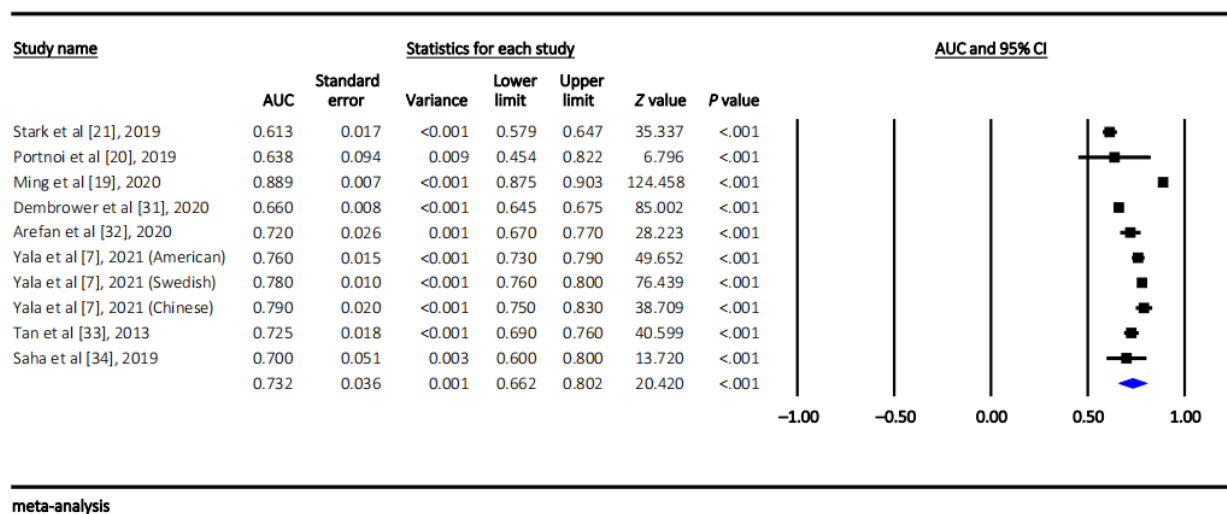 Study name Statistics for each study AUC and 95% CI
AUC Standard error Variance Lower limit Upper limit Z value P value
Stark et al [21], 2019 0.613 0.017 <0.001 0.579 0.647 35.337 <.001
Portnoi et al [20], 2019 0.638 0.094 0.009 0.454 0.822 6.796 <.001
Ming et al [19], 2020 0.889 0.007 <0.001 0.875 0.903 124.458 <.001
Dembrower et al [31], 2020 0.660 0.008 <0.001 0.645 0.675 85.002 <.001
Arefan et al [32], 2020 0.720 0.026 0.001 0.670 0.770 28.223 <.001
Yala et al [7], 2021 (American) 0.760 0.015 <0.001 0.730 0.790 49.652 <.001
Yala et al [7], 2021 (Swedish) 0.780 0.010 <0.001 0.760 0.800 76.439 <.001
Yala et al [7], 2021 (Chinese) 0.790 0.020 <0.001 0.750 0.830 38.709 <.001
Tan et al [33], 2013 0.725 0.018 <0.001 0.690 0.760 40.599 <.001
Saha et al [34], 2019 0.700 0.051 0.003 0.600 0.800 13.720 <.001
0.732 0.036 0.001 0.662 0.802 20.420 <.001
−1.00 −0.50 0.00 0.50 1.00
meta-analysis